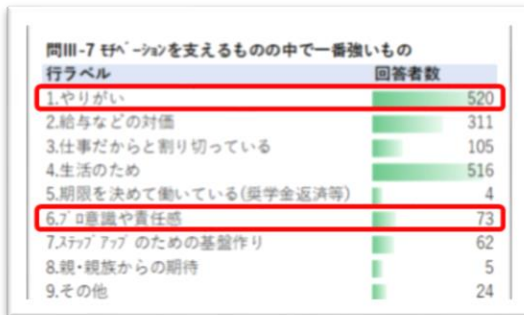 問Ⅲ-7 ﾓﾁﾍﾞｰｼｮﾝを支えるものの中で一番強いもの
行ラベル 回答者数
1.やりがい 520
2.給与などの対価 311
3.仕事だからと割り切っている 105
4.生活のため 516
5.期限を決めて働いている(奨学金返済等) 4
6.ﾌﾟﾛ意識や責任感 73
7.ｽﾃｯﾌﾟｱｯﾌﾟのための基盤作り 62
8.親・親族からの期待 5
9.その他 24